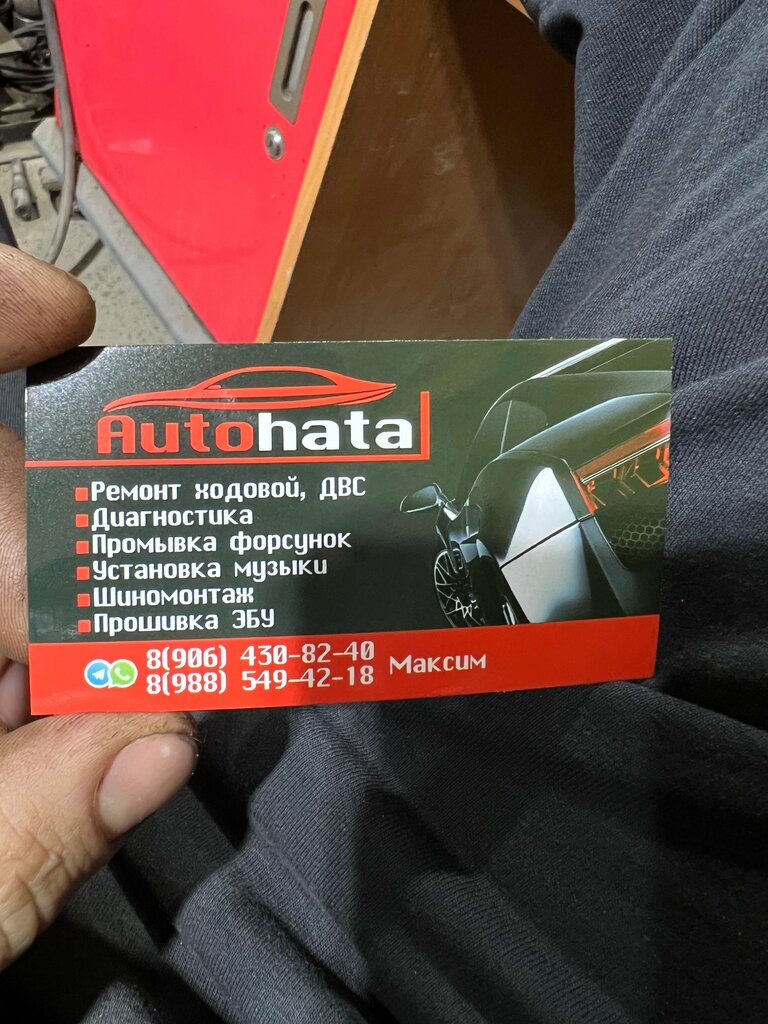 Autohata
Ремонт ходовой, ДВС
Диагностика
Промывка форсунок
Установка музыки
Шиномонтаж
Прошивка ЭБУ
8(906) 430-82-40
8(988) 549-42-18
Максим